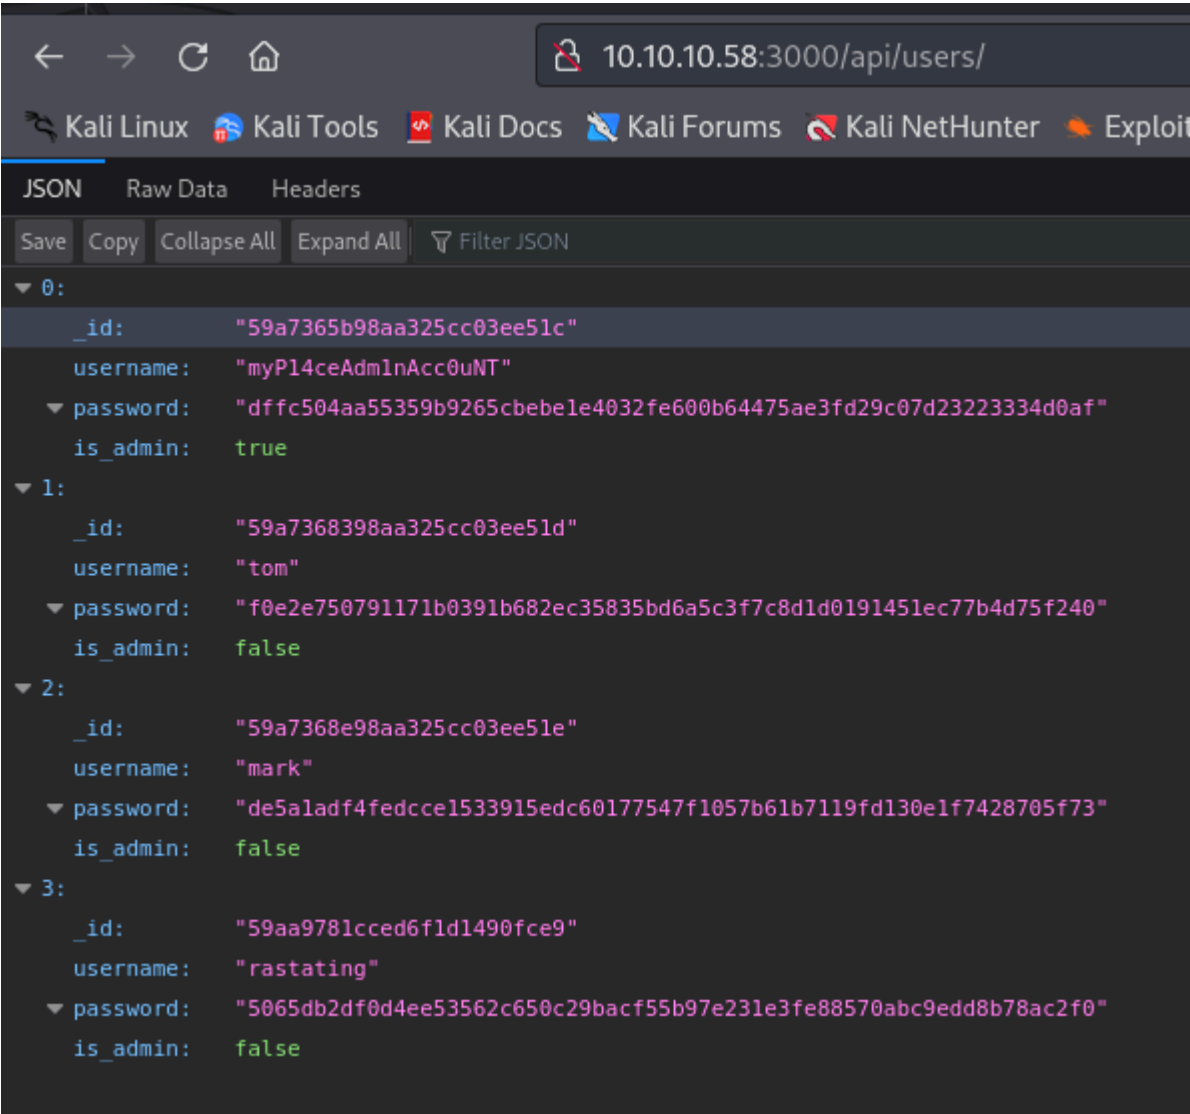 10.10.10.58:3000/api/users/
Kali Linux Kali Tools Kali Docs Kali Forums Kali NetHunter Exploit
JSON Raw Data Headers
Save Copy Collapse All Expand All Filter JSON
0:
_id: "59a7365b98aa325cc03ee51c"
username: "myP14ceAdm1nAcc0uNT"
password: "dffc504aa55359b9265cbebe1e4032fe600b64475ae3fd29c07d23223334d0af"
is_admin: true
1:
_id: "59a7368398aa325cc03ee51d"
username: "tom"
password: "f0e2e750791171b0391b682ec35835bd6a5c3f7c8d1d0191451ec77b4d75f240"
is_admin: false
2:
_id: "59a7368e98aa325cc03ee51e"
username: "mark"
password: "de5a1adf4fedcce1533915edc60177547f1057b61b7119fd130e1f7428705f73"
is_admin: false
3:
_id: "59aa9781cced6f1d1490fce9"
username: "rastating"
password: "5065db2df0d4ee53562c650c29bacf55b97e231e3fe88570abc9edd8b78ac2f0"
is_admin: false